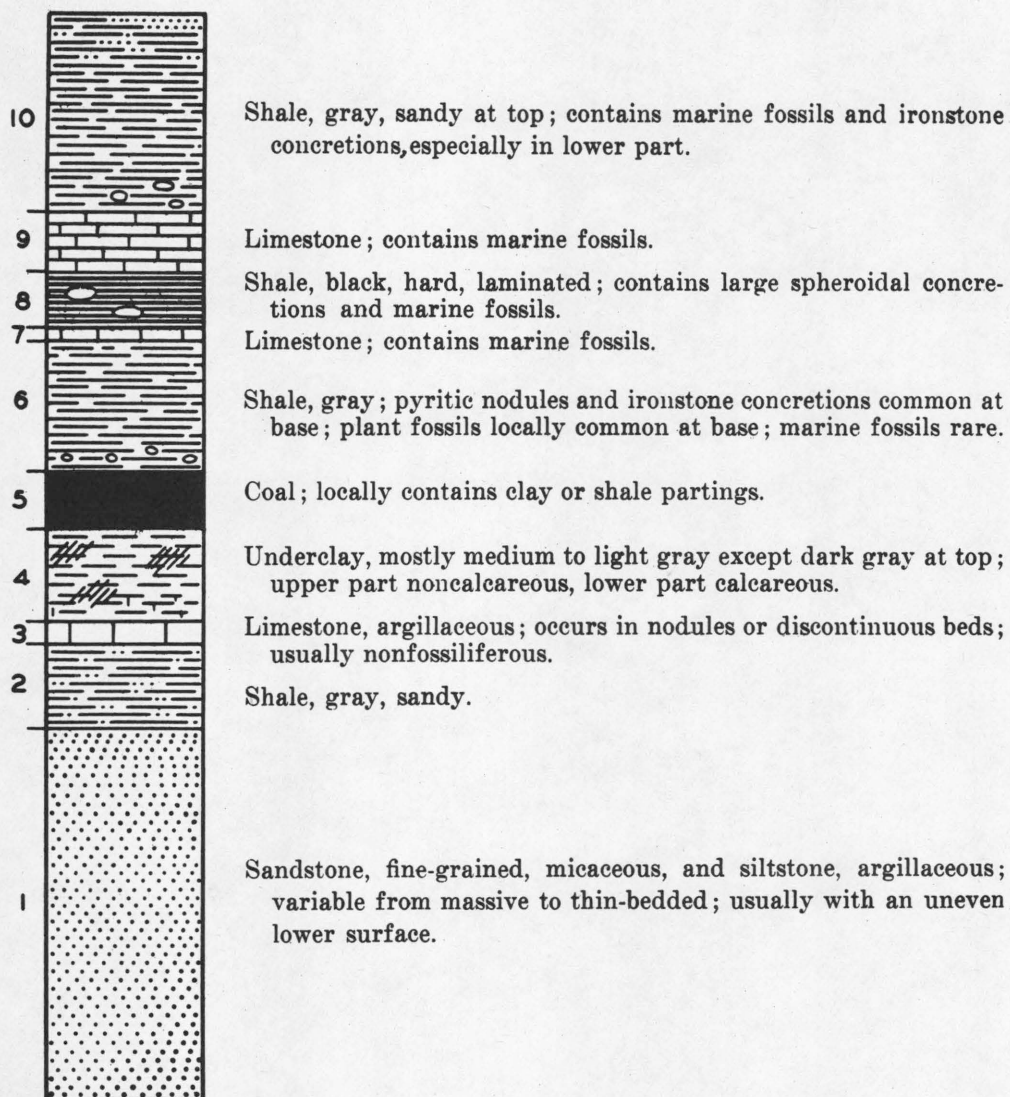 10
Shale, gray, sandy at top; contains marine fossils and ironstone
concretions, especially in lower part.
9
Limestone; contains marine fossils.
8
Shale, black, hard, laminated; contains large spheroidal concre-
tions and marine fossils.
7
Limestone; contains marine fossils.
6
Shale, gray; pyritic nodules and ironstone concretions common at
base; plant fossils locally common at base; marine fossils rare.
5
Coal; locally contains clay or shale partings.
4
Underclay, mostly medium to light gray except dark gray at top;
upper part noncalcareous, lower part calcareous.
3
Limestone, argillaceous; occurs in nodules or discontinuous beds;
usually nonfossiliferous.
2
Shale, gray, sandy.
1
Sandstone, fine-grained, micaceous, and siltstone, argillaceous;
variable from massive to thin-bedded; usually with an uneven
lower surface.